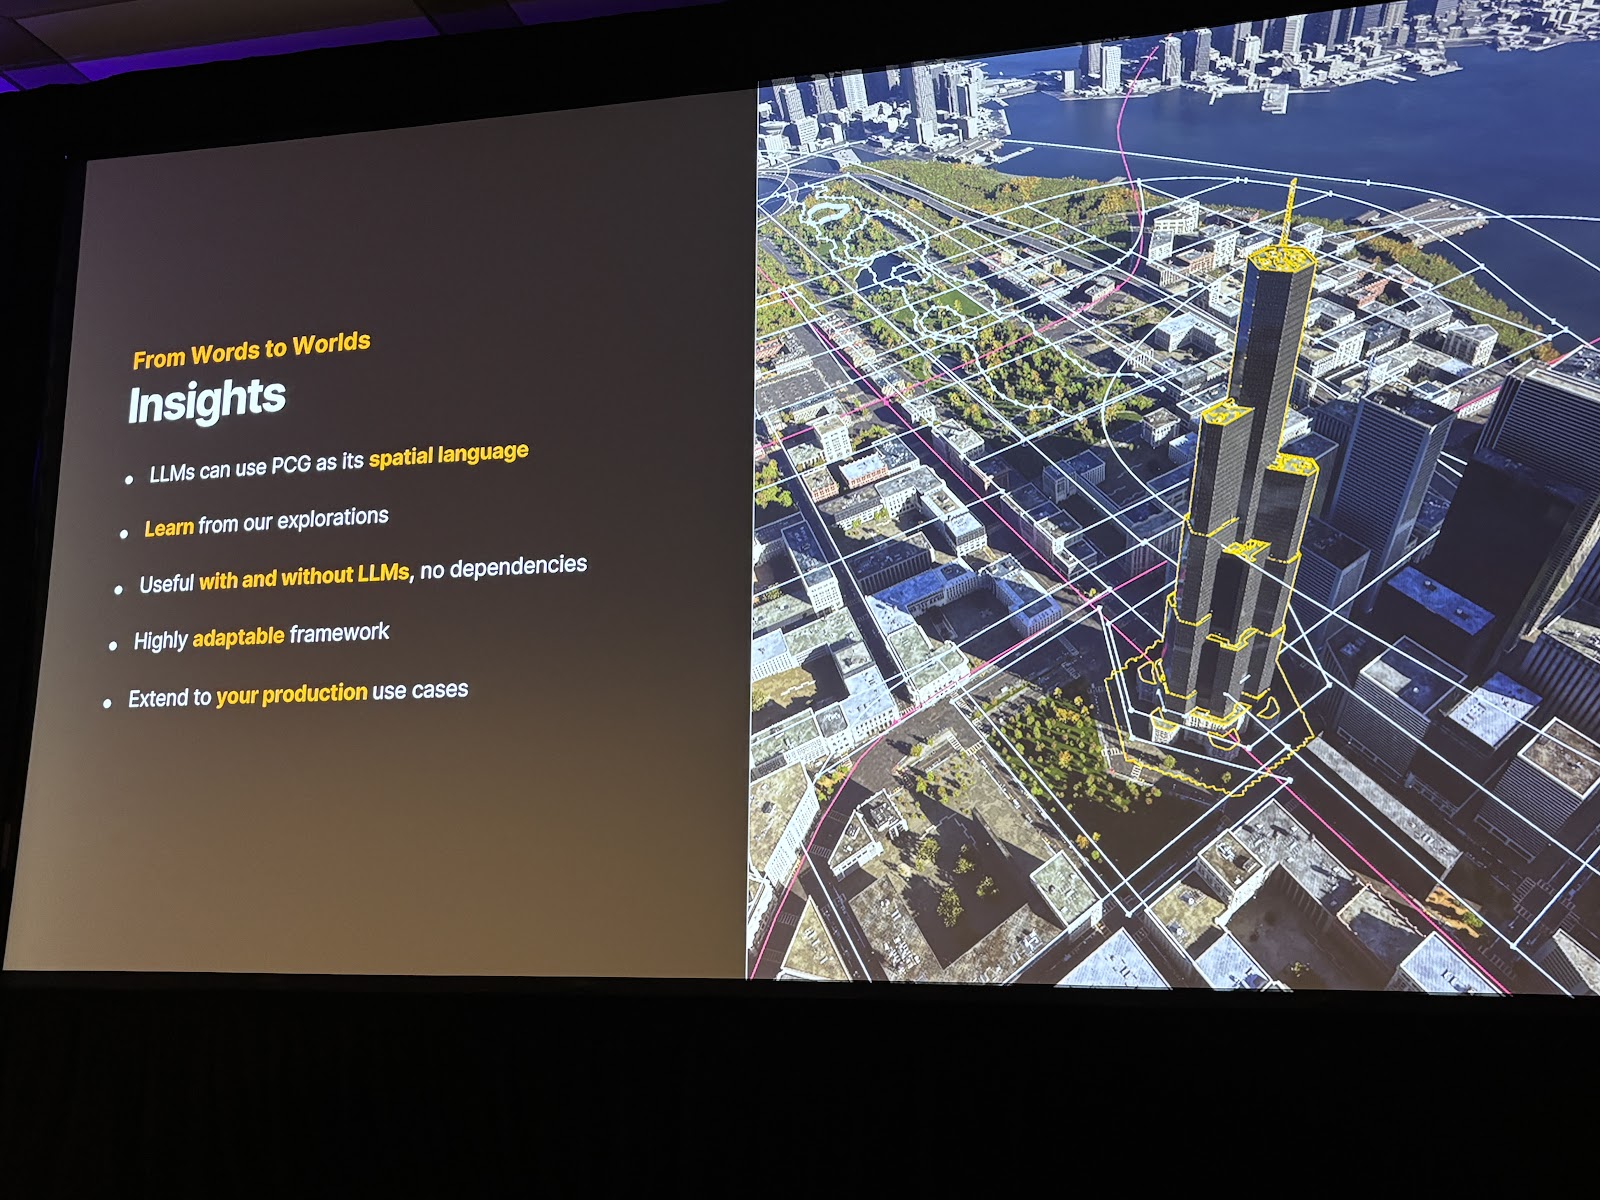 From Words to Worlds
Insights
• LLMs can use PCG as its spatial language
• Learn from our explorations
• Useful with and without LLMs, no dependencies
• Highly adaptable framework
• Extend to your production use cases